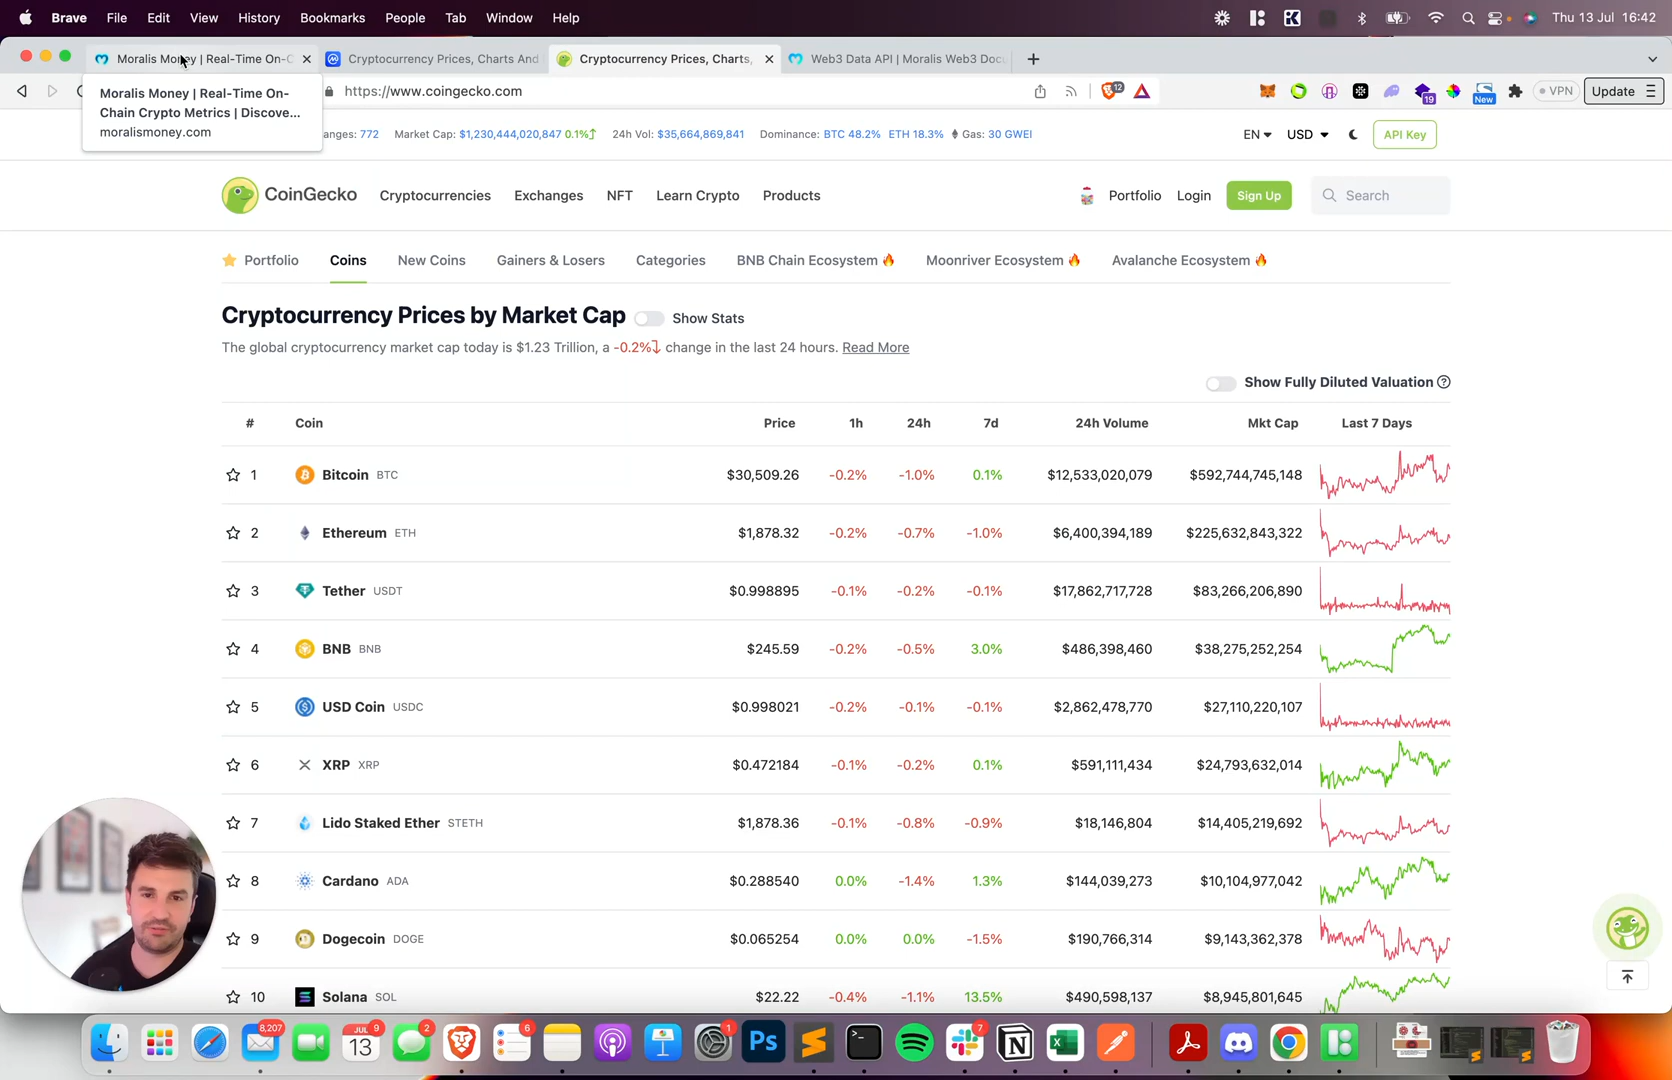 Brave File Edit View History Bookmarks People Tab Window Help Thu 13 Jul 16:42
Moralis Money | Real-Time On-C Cryptocurrency Prices, Charts And Cryptocurrency Prices, Charts, Web3 Data API | Moralis Web3 Docu
https://www.coingecko.com 12 19 New VPN Update
Moralis Money | Real-Time On-
Chain Crypto Metrics | Discove...
moralismoney.com
anges: 772 Market Cap: $1,230,444,020,847 0.1% 24h Vol: $35,664,869,841 Dominance: BTC 48.2% ETH 18.3% Gas: 30 GWEI EN USD API Key
CoinGecko Cryptocurrencies Exchanges NFT Learn Crypto Products Portfolio Login Sign Up Search
Portfolio Coins New Coins Gainers & Losers Categories BNB Chain Ecosystem Moonriver Ecosystem Avalanche Ecosystem
Cryptocurrency Prices by Market Cap Show Stats
The global cryptocurrency market cap today is $1.23 Trillion, a -0.2% change in the last 24 hours. Read More
Show Fully Diluted Valuation
# Coin Price 1h 24h 7d 24h Volume Mkt Cap Last 7 Days
1 Bitcoin BTC $30,509.26 -0.2% -1.0% 0.1% $12,533,020,079 $592,744,745,148
2 Ethereum ETH $1,878.32 -0.2% -0.7% -1.0% $6,400,394,189 $225,632,843,322
3 Tether USDT $0.998895 -0.1% -0.2% -0.1% $17,862,717,728 $83,266,206,890
4 BNB BNB $245.59 -0.2% -0.5% 3.0% $486,398,460 $38,275,252,254
5 USD Coin USDC $0.998021 -0.2% -0.1% -0.1% $2,862,478,770 $27,110,220,107
6 XRP XRP $0.472184 -0.1% -0.2% 0.1% $591,111,434 $24,793,632,014
7 Lido Staked Ether STETH $1,878.36 -0.1% -0.8% -0.9% $18,146,804 $14,405,219,692
8 Cardano ADA $0.288540 0.0% -1.4% 1.3% $144,039,273 $10,104,977,042
9 Dogecoin DOGE $0.065254 0.0% 0.0% -1.5% $190,766,314 $9,143,362,378
10 Solana SOL $22.22 -0.4% -1.1% 13.5% $490,598,137 $8,945,801,645
8,207 JUL 9 13 2 6 1 Ps 7